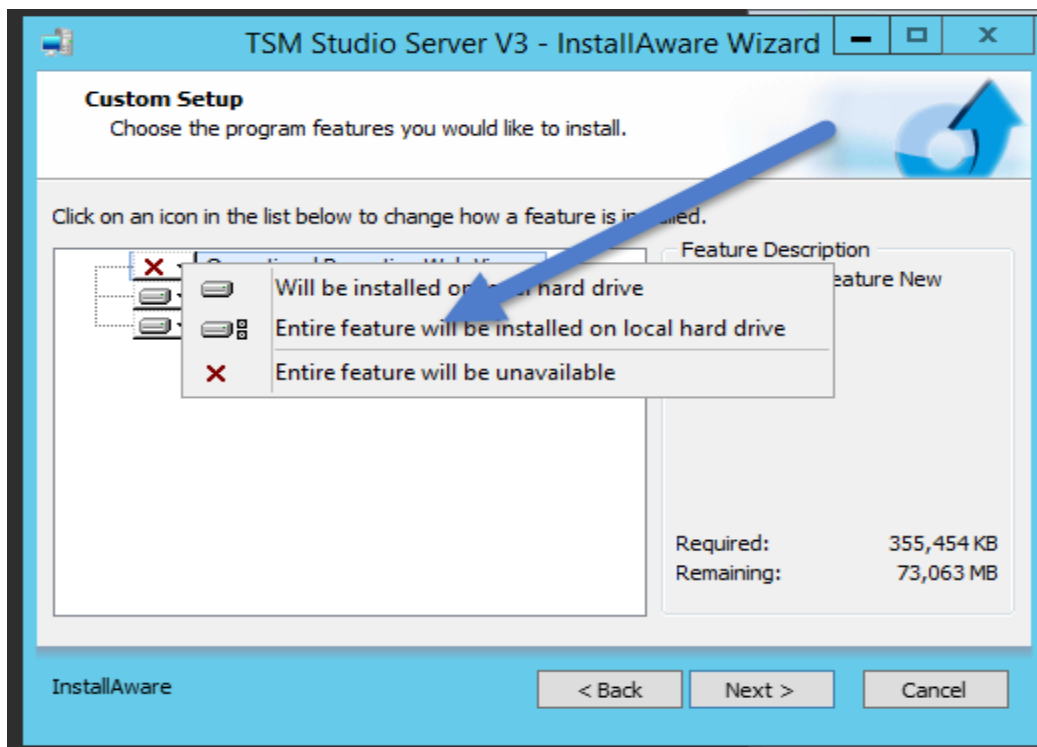 TSM Studio Server V3 - InstallAware Wizard
Custom Setup
Choose the program features you would like to install.
Click on an icon in the list below to change how a feature is
Feature Description
eature New
Will be installed on local hard drive
Entire feature will be installed on local hard drive
Entire feature will be unavailable
Required: 355,454 KB
Remaining: 73,063 MB
InstallAware
< Back
Next >
Cancel